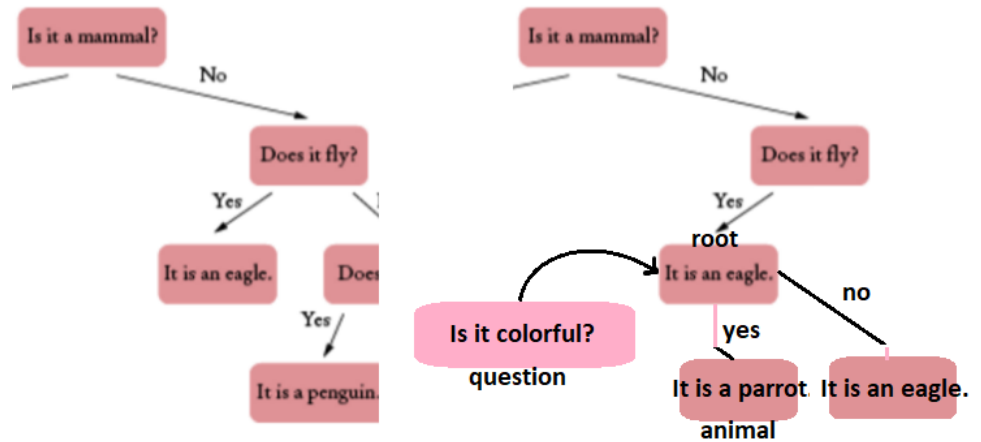 Is it a mammal?
No
Does it fly?
Yes
It is an eagle.
Does
Yes
It is a penguin.
Is it a mammal?
No
Does it fly?
Yes
root
It is an eagle.
no
Is it colorful?
yes
question
It is a parrot.
It is an eagle.
animal